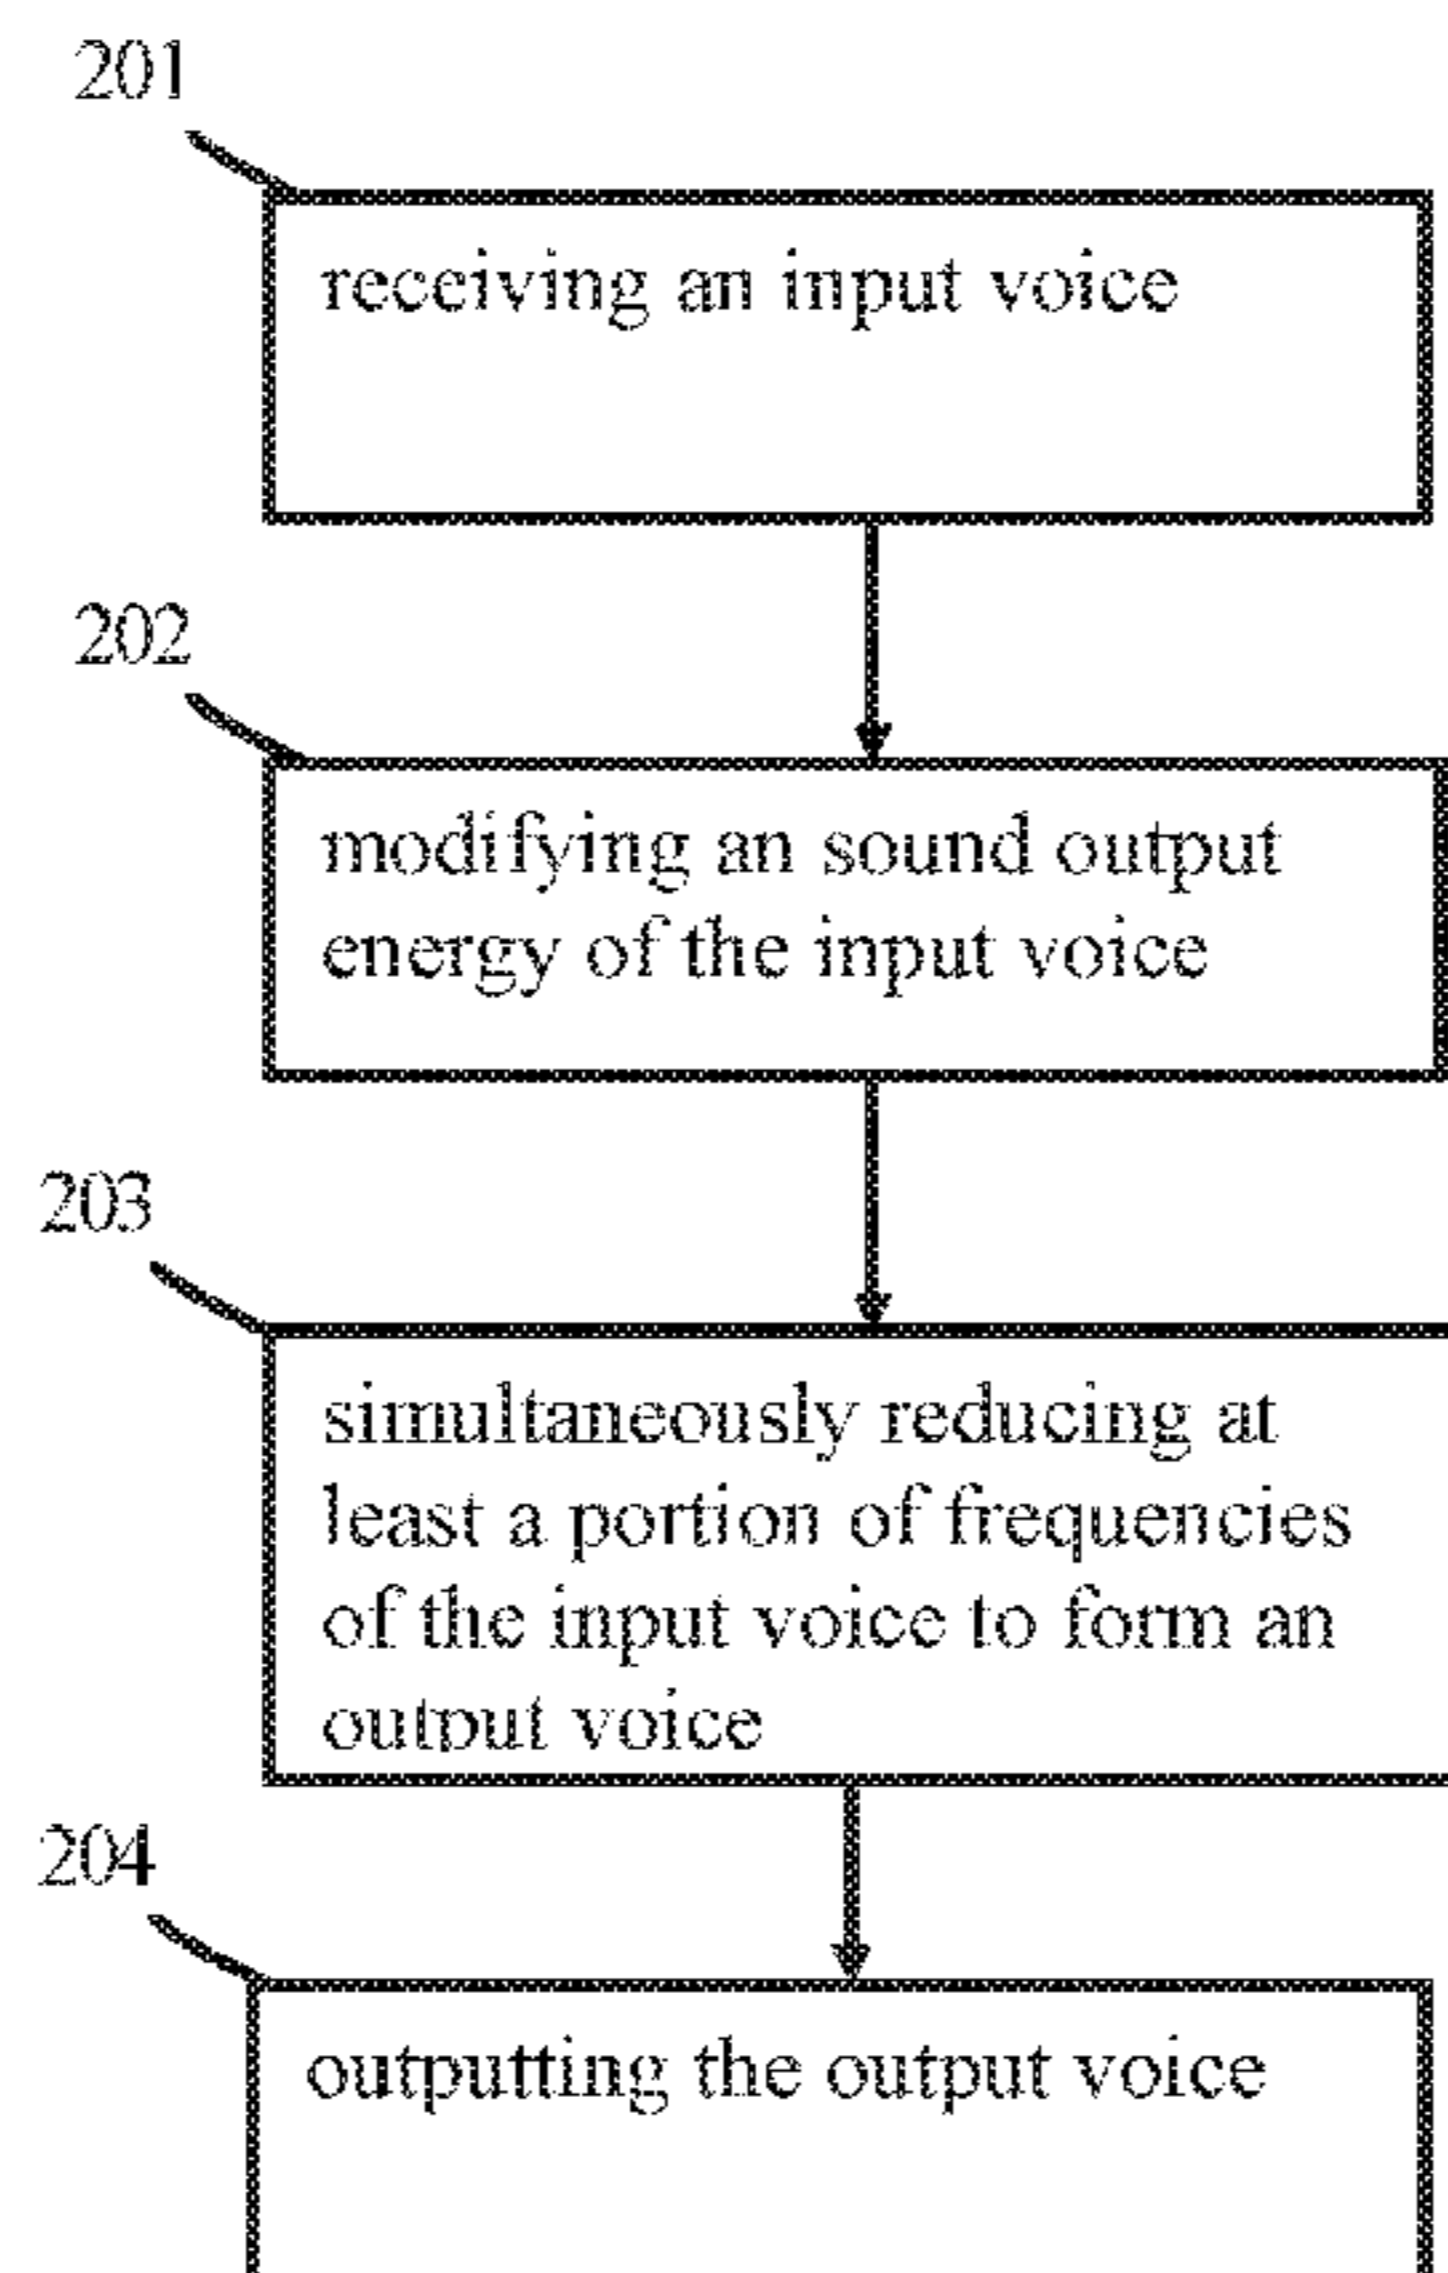 201
receiving an input voice
202
modifying an sound output
energy of the input voice
203
simultaneously reducing at
least a portion of frequencies
of the input voice to form an
output voice
204
outputting the output voice